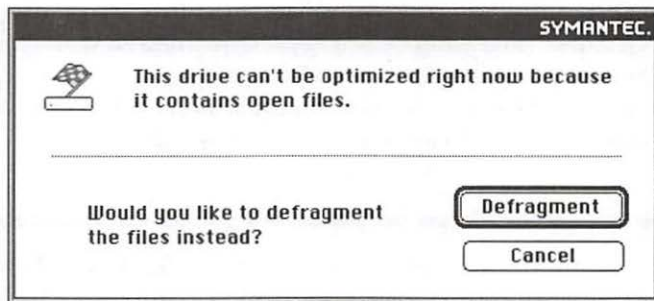 SYMANTEC.
This drive can't be optimized right now because
it contains open files.
Would you like to defragment
the files instead?
Defragment
Cancel